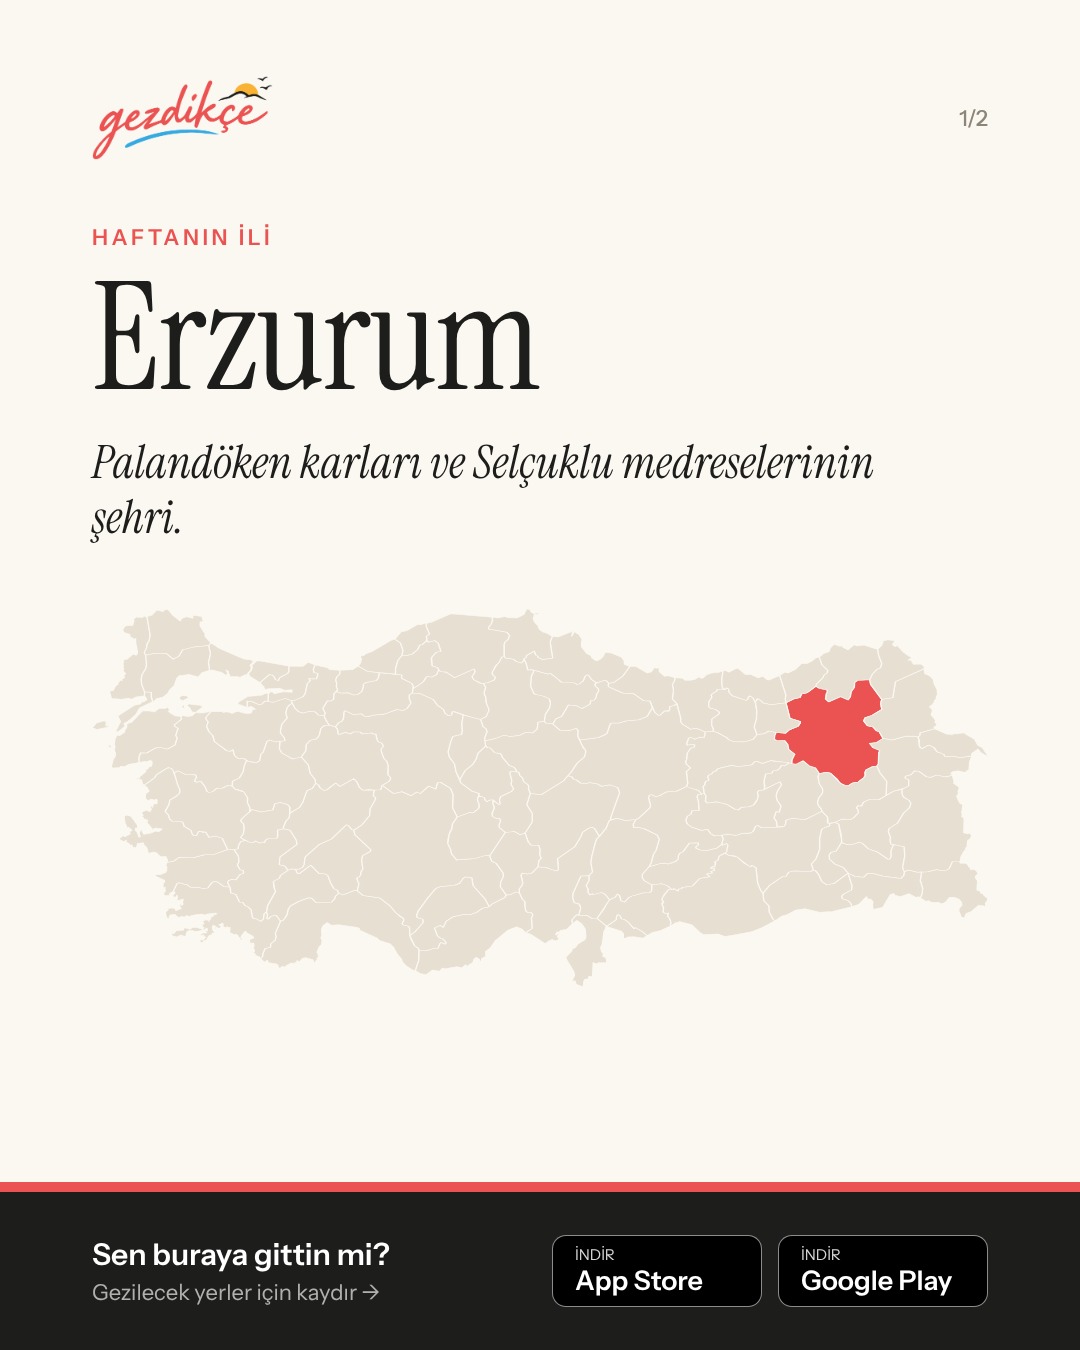 gezdikçe
1/2
HAFTANIN İLİ
Erzurum
Palandöken karları ve Selçuklu medreselerinin
şehri.
Sen buraya gittin mi?
Gezilecek yerler için kaydır →
İNDİR
App Store
İNDİR
Google Play